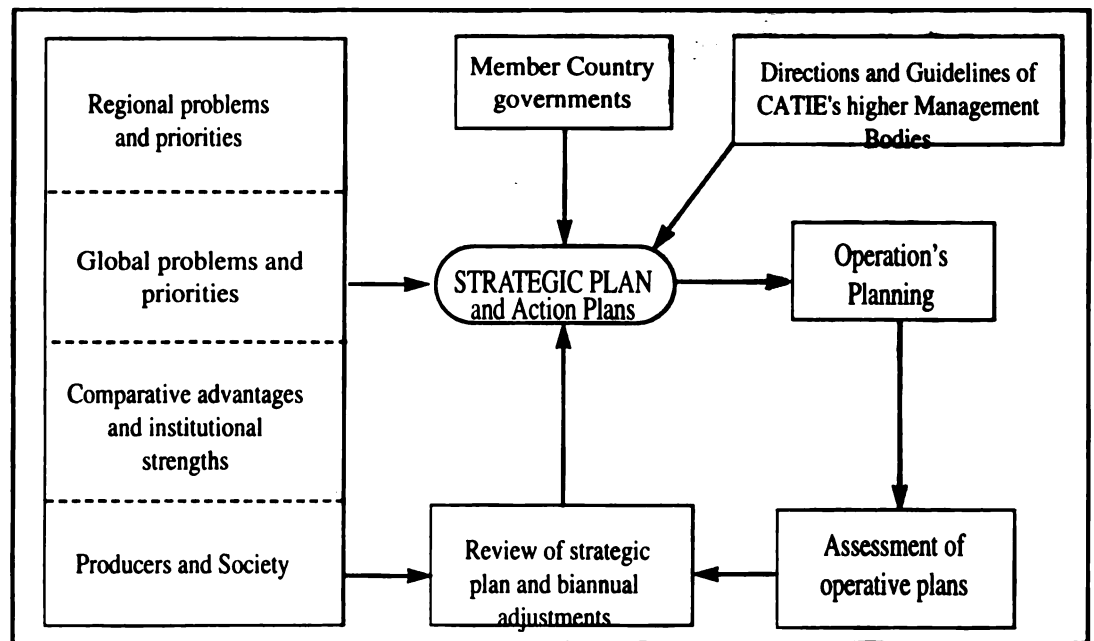 Regional problems
and priorities
Global problems and
priorities
Comparative advantages
and institutional
strengths
Producers and Society
Member Country
governments
Directions and Guidelines of
CATIE's higher Management
Bodies
STRATEGIC PLAN
and Action Plans
Operation's
Planning
Review of strategic
plan and biannual
adjustments
Assessment of
operative plans